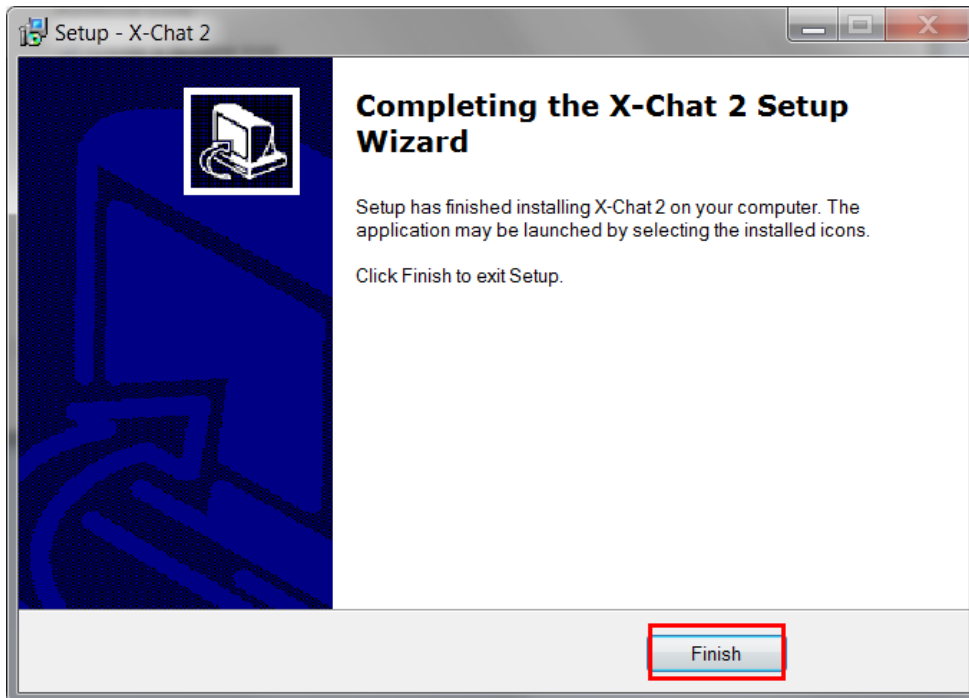 Setup - X-Chat 2
Completing the X-Chat 2 Setup
Wizard
Setup has finished installing X-Chat 2 on your computer. The
application may be launched by selecting the installed icons.
Click Finish to exit Setup.
Finish